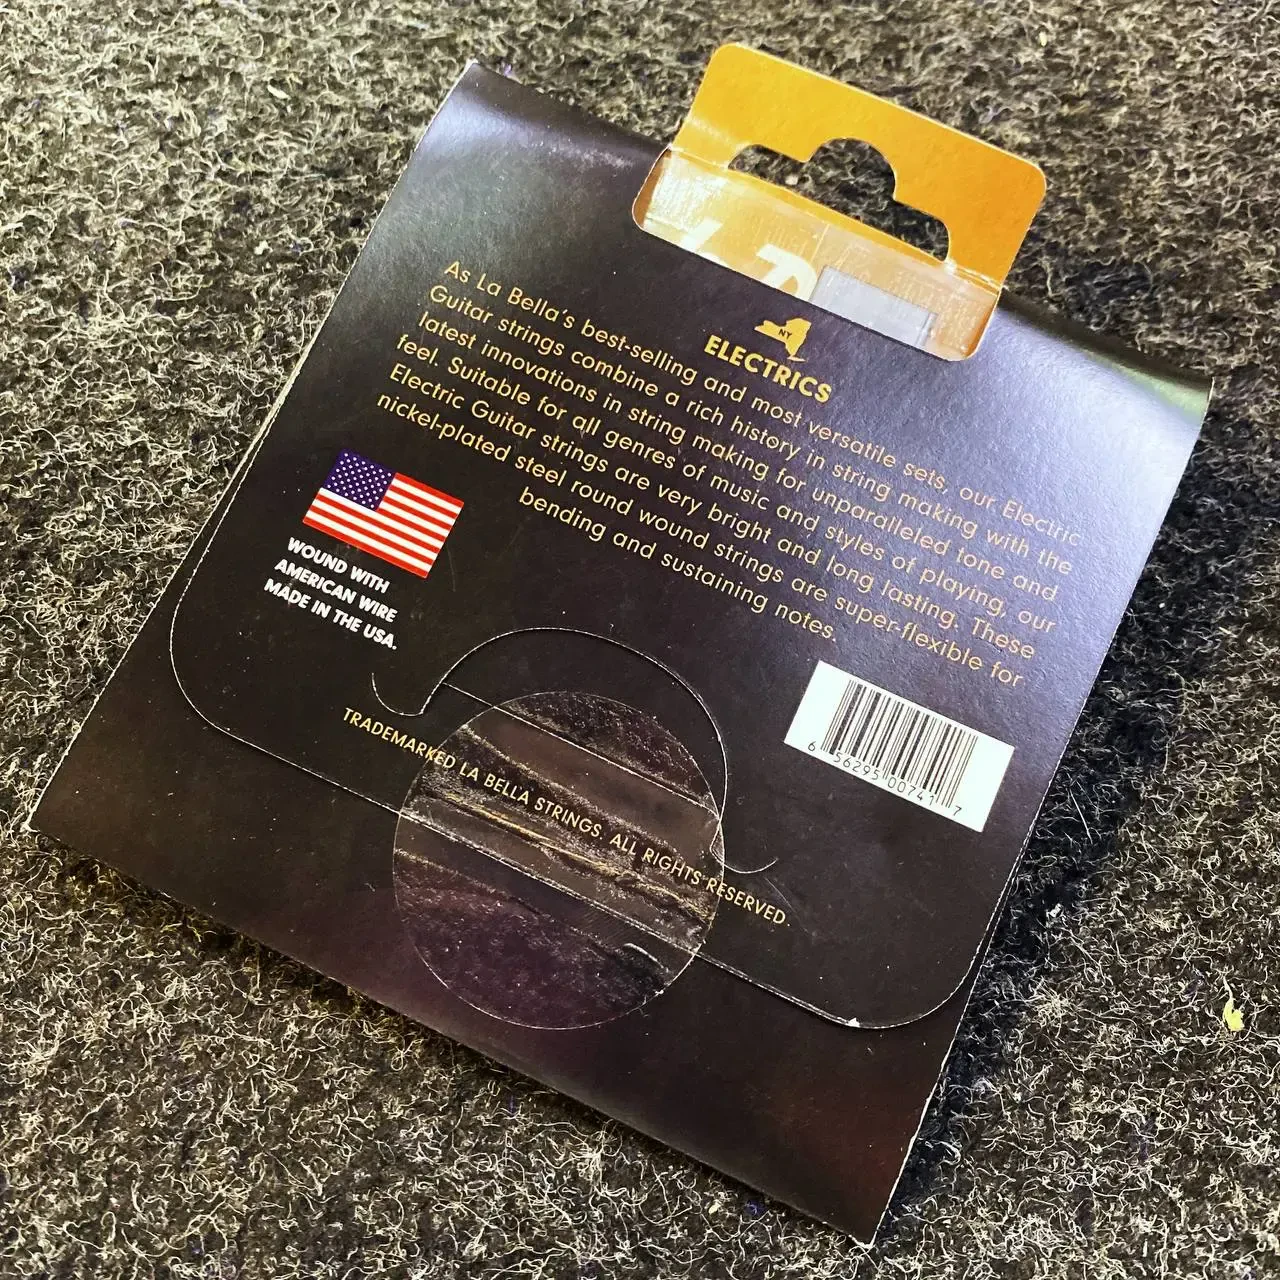 NY
ELECTRICS
As La Bella's best-selling and most versatile sets, our Electric
Guitar strings combine a rich history in string making with the
latest innovations in string making for unparalleled tone and
feel. Suitable for all genres of music and styles of playing, our
Electric Guitar strings are very bright and long lasting. These
nickel-plated steel round wound strings are super-flexible for
bending and sustaining notes.
WOUND WITH
AMERICAN WIRE
MADE IN THE USA.
6 56295 00741 7
TRADEMARKED LA BELLA STRINGS. ALL RIGHTS RESERVED.